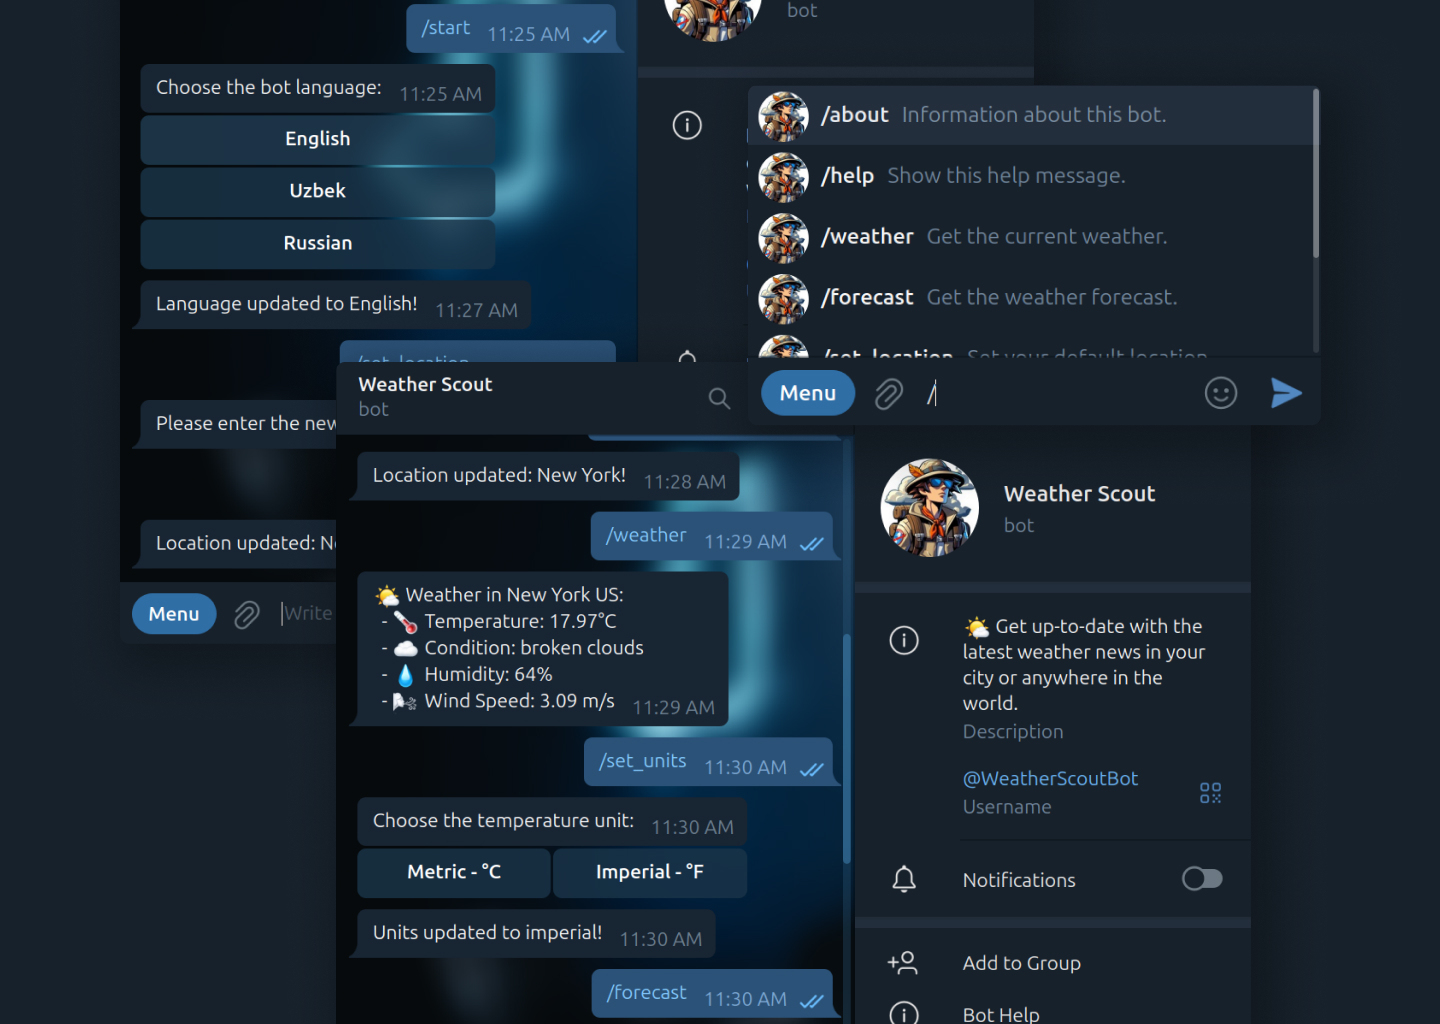 /start 11:25 AM
Choose the bot language: 11:25 AM
English
Uzbek
Russian
Language updated to English! 11:27 AM
/set_location
Please enter the new
Location updated: N
Menu
Write
bot
/about Information about this bot.
/help Show this help message.
/weather Get the current weather.
/forecast Get the weather forecast.
/set_location Set your default location
Menu /
Weather Scout
bot
Location updated: New York! 11:28 AM
/weather 11:29 AM
Weather in New York US:
- Temperature: 17.97°C
- Condition: broken clouds
- Humidity: 64%
- Wind Speed: 3.09 m/s 11:29 AM
/set_units 11:30 AM
Choose the temperature unit: 11:30 AM
Metric - °C Imperial - °F
Units updated to imperial! 11:30 AM
/forecast 11:30 AM
Weather Scout
bot
Get up-to-date with the
latest weather news in your
city or anywhere in the
world.
Description
@WeatherScoutBot
Username
Notifications
Add to Group
Bot Help